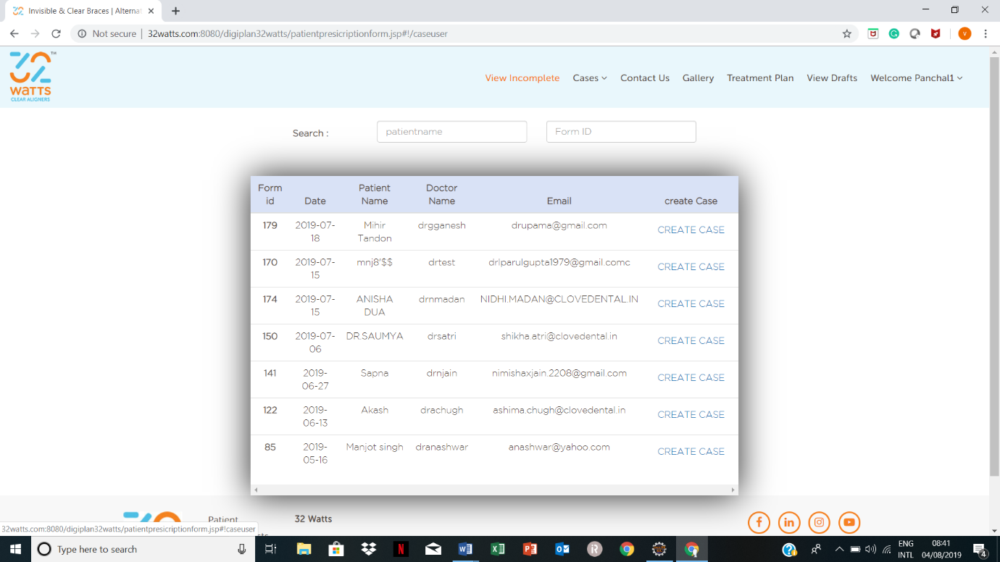 Invisible & Clear Braces | Alternat
Not secure | 32watts.com:8080/digiplan32watts/patientpresicriptionform.jsp#!/caseuser
V
32 TM
WaTTS
CLEAR ALIGNERS
View Incomplete Cases Contact Us Gallery Treatment Plan View Drafts Welcome Panchal1
Search : patientname Form ID
Form Patient Doctor
id Date Name Name Email create Case
179 2019-07- Mihir drgganesh drupama@gmail.com CREATE CASE
18 Tandon
170 2019-07- mnj8'$$ drtest drlparulgupta1979@gmail.comc CREATE CASE
15
174 2019-07- ANISHA drnmadan NIDHI.MADAN@CLOVEDENTAL.IN CREATE CASE
15 DUA
150 2019-07- DR.SAUMYA drsatri shikha.atri@clovedental.in CREATE CASE
06
141 2019- Sapna drnjain nimishaxjain.2208@gmail.com CREATE CASE
06-27
122 2019- Akash drachugh ashima.chugh@clovedental.in CREATE CASE
06-13
85 2019- Manjot singh dranashwar anashwar@yahoo.com CREATE CASE
05-16
Patient 32 Watts
32watts.com:8080/digiplan32watts/patientpresicriptionform.jsp#!caseuser
Type here to search ENG 08:41
INTL 04/08/2019 4